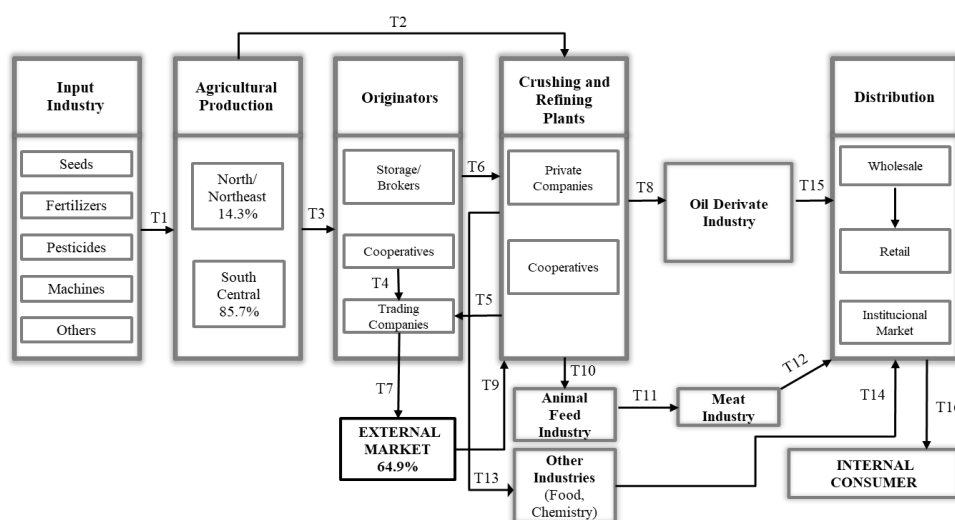 T2
Input
Industry
Agricultural
Production
Originators
Crushing and
Refining
Plants
Distribution
Seeds
Fertilizers
Pesticides
Machines
Others
T1
North/
Northeast
14.3%
South
Central
85.7%
T3
Storage/
Brokers
Cooperatives
T4
Trading
Companies
T6
T5
Private
Companies
Cooperatives
T8
Oil Derivate
Industry
T15
Wholesale
Retail
Institucional
Market
T7
T9
T10
T12
T14
T16
EXTERNAL
MARKET
64.9%
Animal
Feed
Industry
T11
Meat
Industry
T13
Other
Industries
(Food,
Chemistry)
INTERNAL
CONSUMER